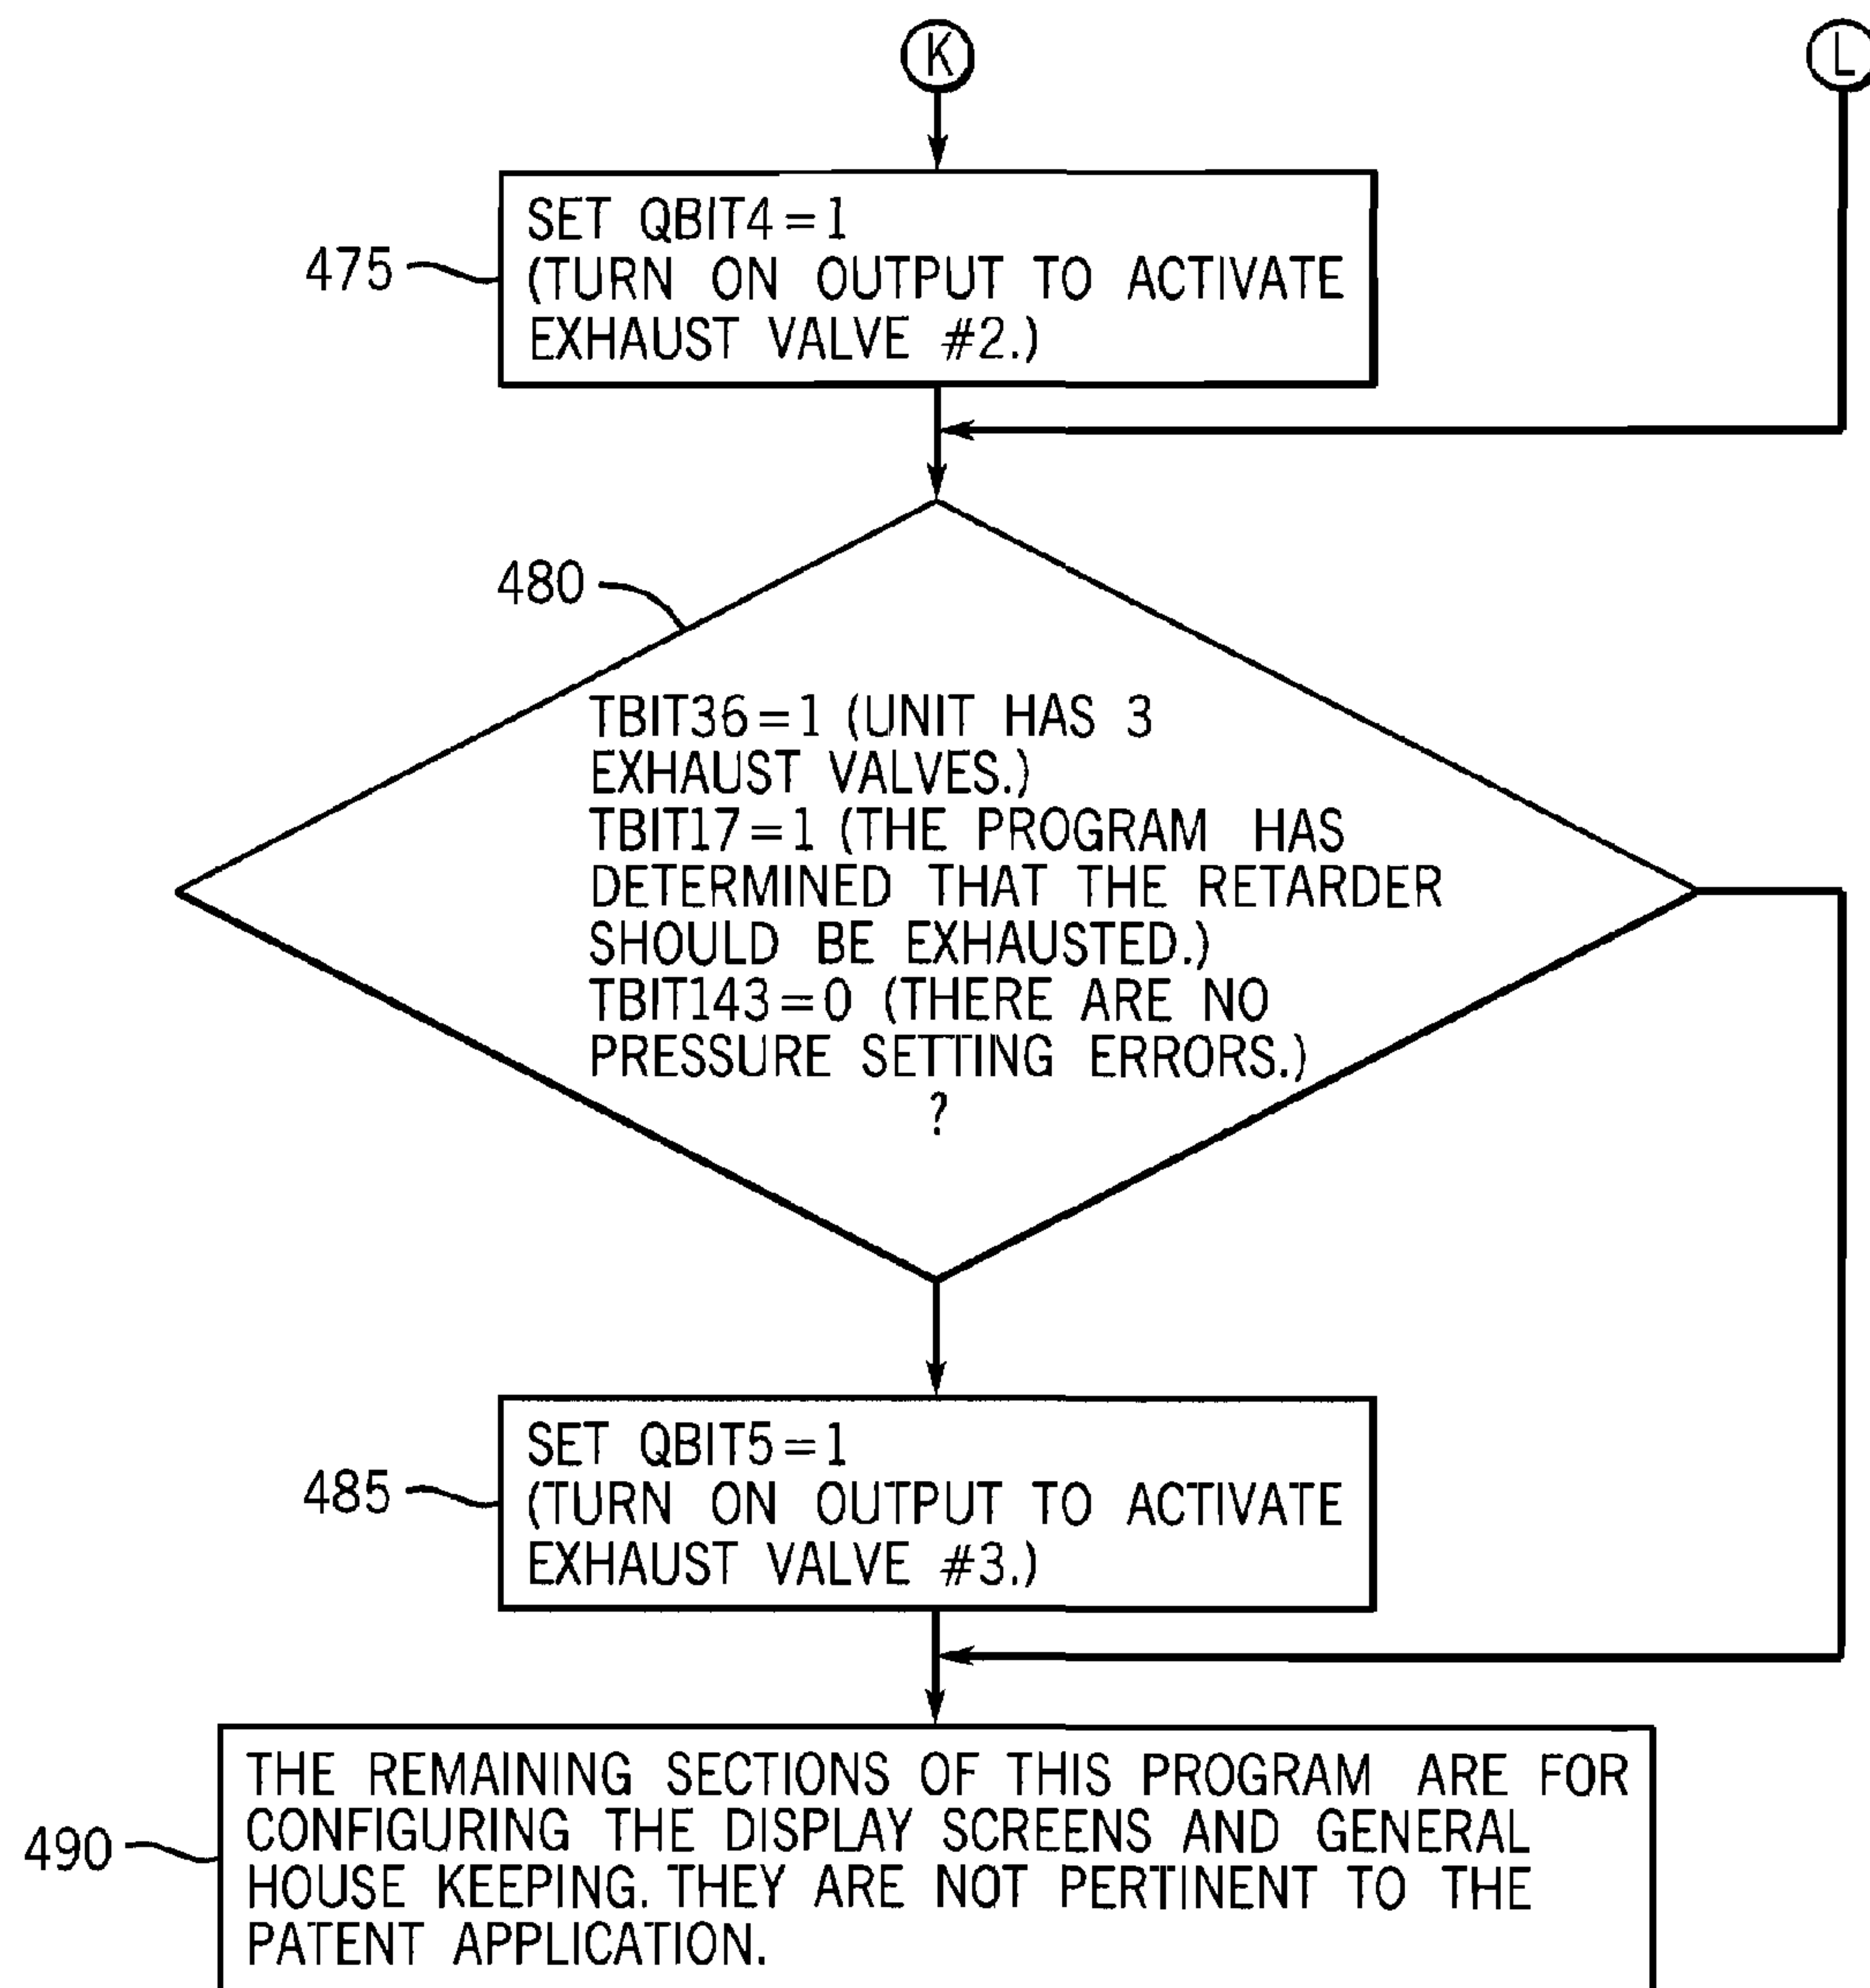 K
L
475
SET QBIT4=1
(TURN ON OUTPUT TO ACTIVATE
EXHAUST VALVE #2.)
480
TBIT36=1 (UNIT HAS 3
EXHAUST VALVES.)
TBIT17=1 (THE PROGRAM HAS
DETERMINED THAT THE RETARDER
SHOULD BE EXHAUSTED.)
TBIT143=0 (THERE ARE NO
PRESSURE SETTING ERRORS.)
?
485
SET QBIT5=1
(TURN ON OUTPUT TO ACTIVATE
EXHAUST VALVE #3.)
490
THE REMAINING SECTIONS OF THIS PROGRAM ARE FOR
CONFIGURING THE DISPLAY SCREENS AND GENERAL
HOUSE KEEPING. THEY ARE NOT PERTINENT TO THE
PATENT APPLICATION.